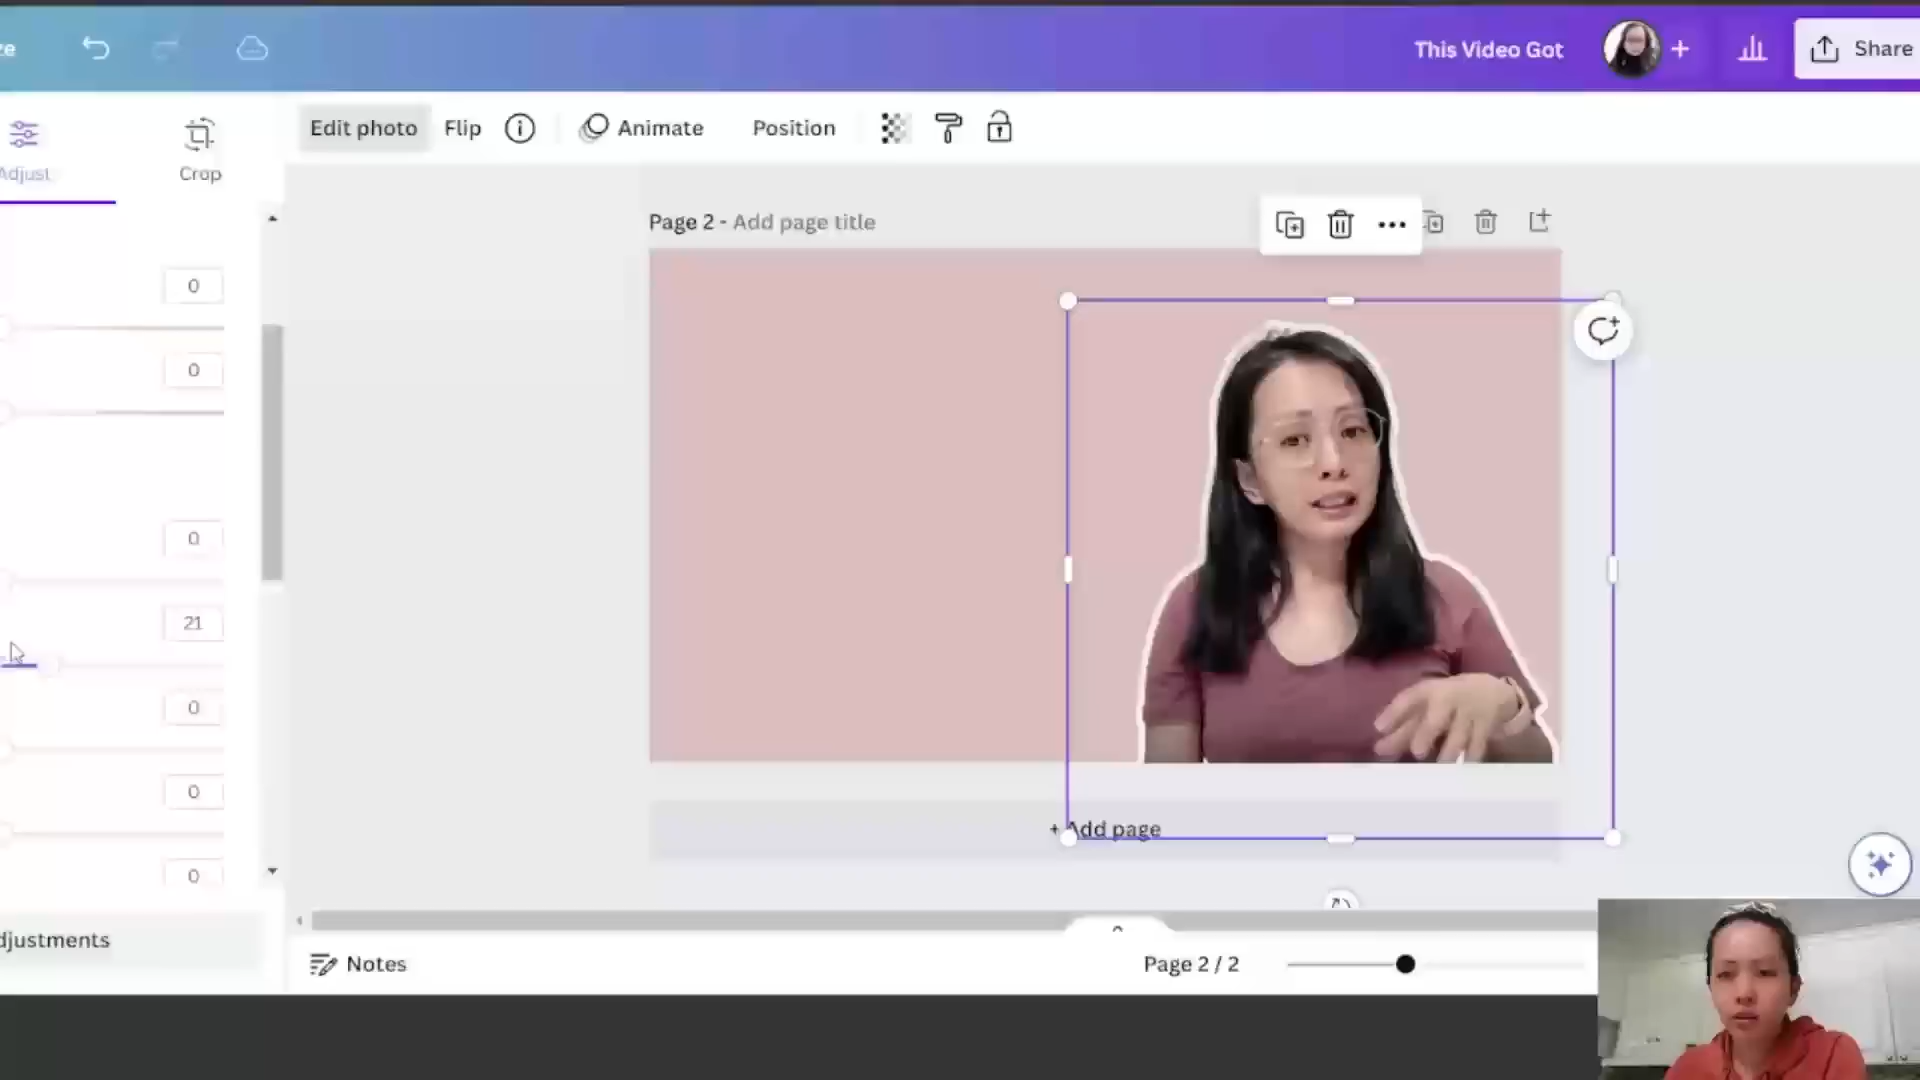 ze
This Video Got
Share
Adjust
Crop
Edit photo
Flip
Animate
Position
Page 2 - Add page title
0
0
0
21
0
0
0
+ Add page
djustments
Notes
Page 2 / 2